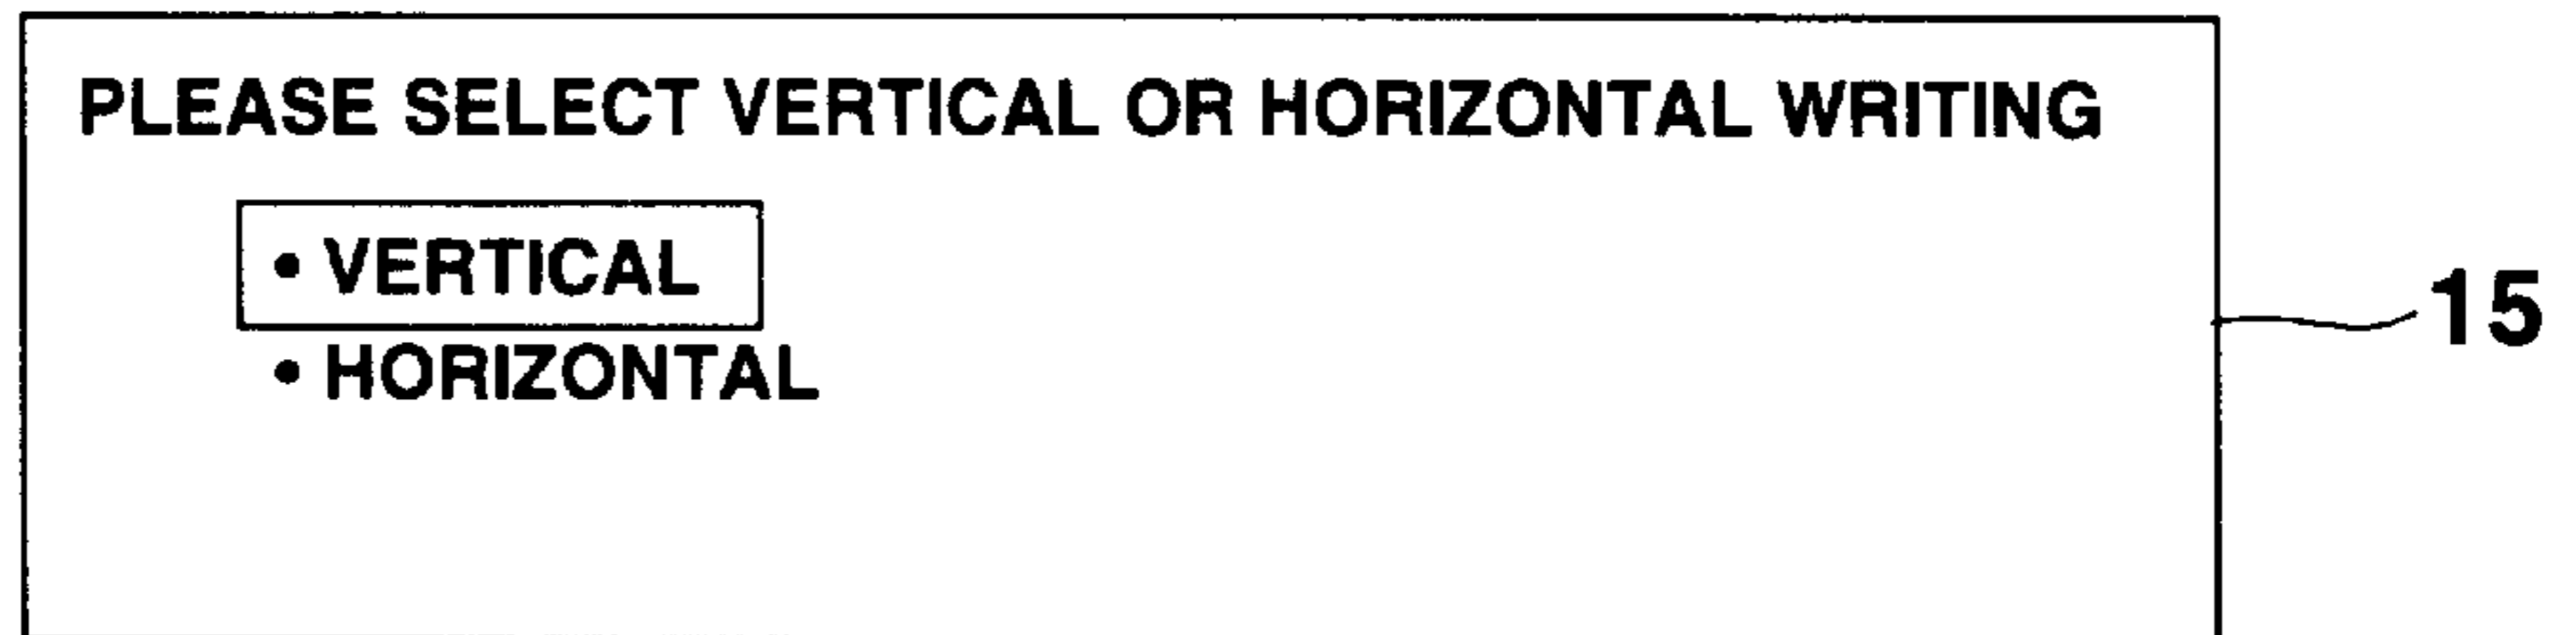 PLEASE SELECT VERTICAL OR HORIZONTAL WRITING
• VERTICAL
15
• HORIZONTAL